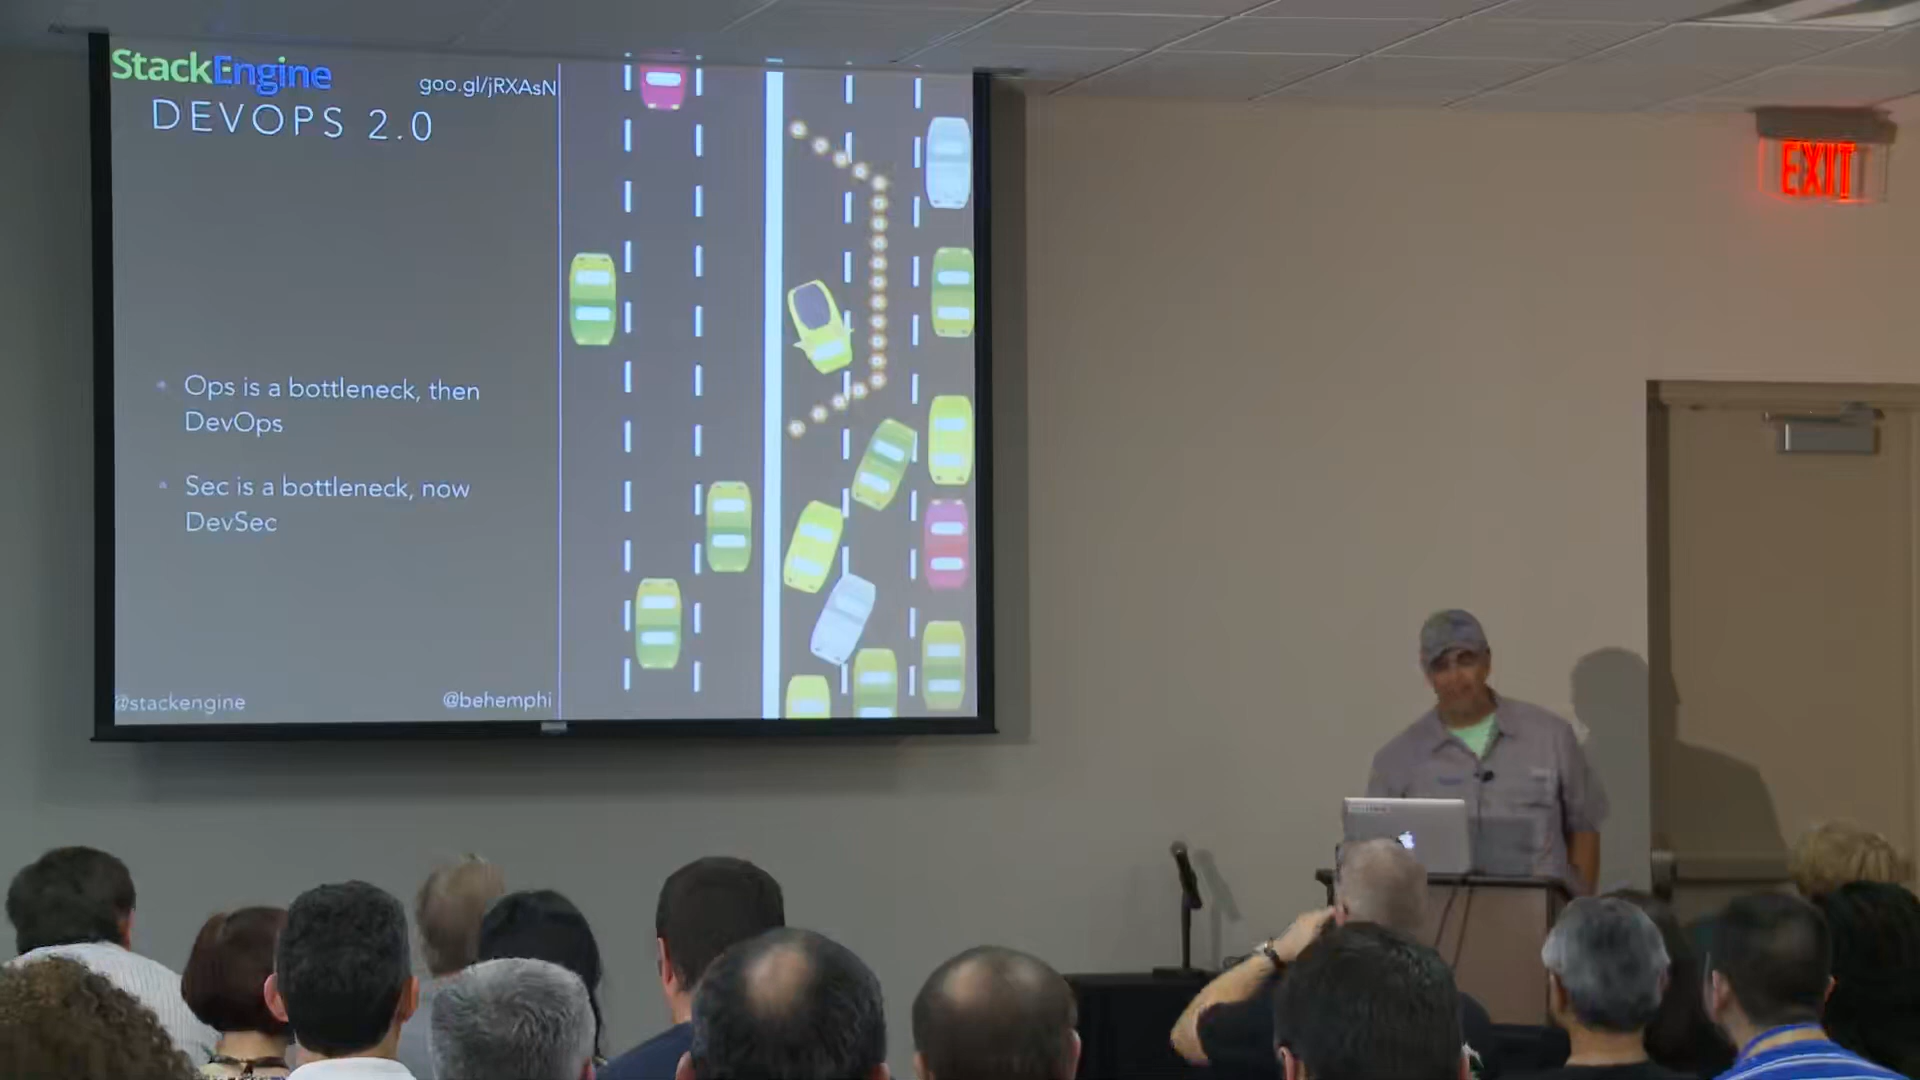 StackEngine
goo.gl/jRXAsN
DEVOPS 2.0
Ops is a bottleneck, then
DevOps
Sec is a bottleneck, now
DevSec
@stackengine
@behemphi
EXIT